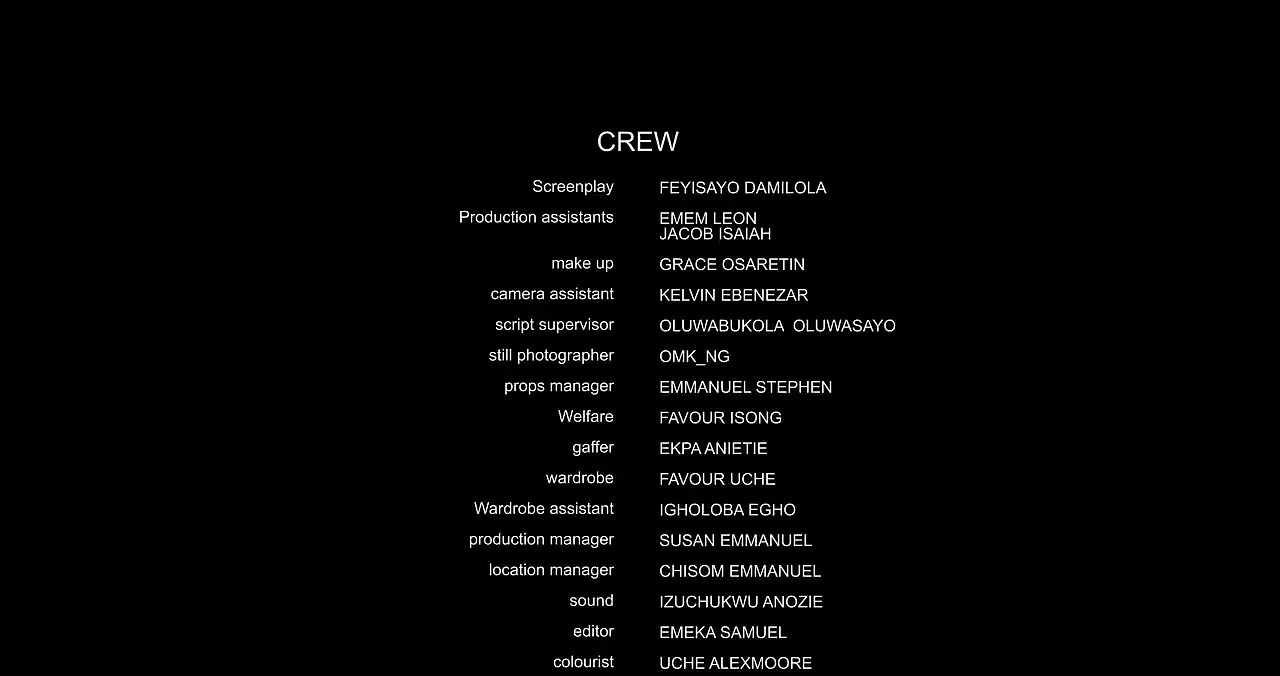 CREW
Screenplay FEYISAYO DAMILOLA
Production assistants EMEM LEON
JACOB ISAIAH
make up GRACE OSARETIN
camera assistant KELVIN EBENEZAR
script supervisor OLUWABUKOLA  OLUWASAYO
still photographer OMK_NG
props manager EMMANUEL STEPHEN
Welfare FAVOUR ISONG
gaffer EKPA ANIETIE
wardrobe FAVOUR UCHE
Wardrobe assistant IGHOLOBA EGHO
production manager SUSAN EMMANUEL
location manager CHISOM EMMANUEL
sound IZUCHUKWU ANOZIE
editor EMEKA SAMUEL
colourist UCHE ALEXMOORE